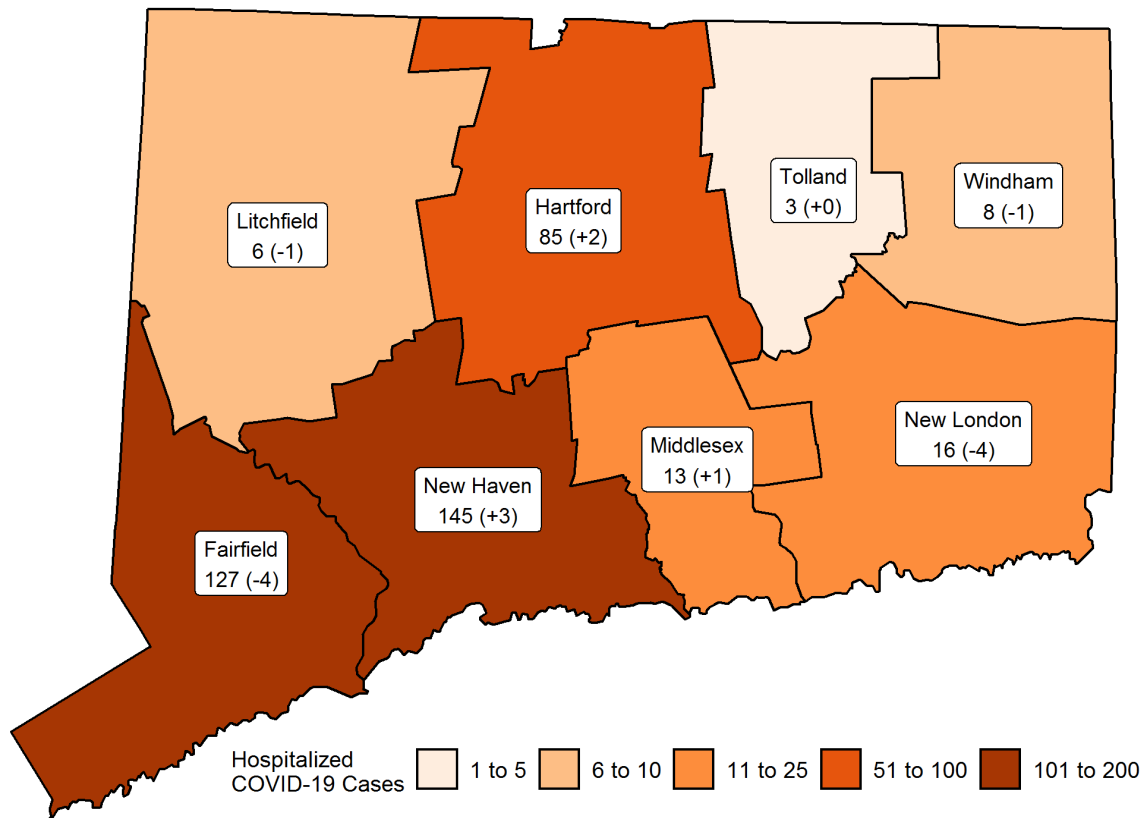 Litchfield
6 (-1)
Hartford
85 (+2)
Tolland
3 (+0)
Windham
8 (-1)
Fairfield
127 (-4)
New Haven
145 (+3)
Middlesex
13 (+1)
New London
16 (-4)
Hospitalized
COVID-19 Cases
1 to 5
6 to 10
11 to 25
51 to 100
101 to 200